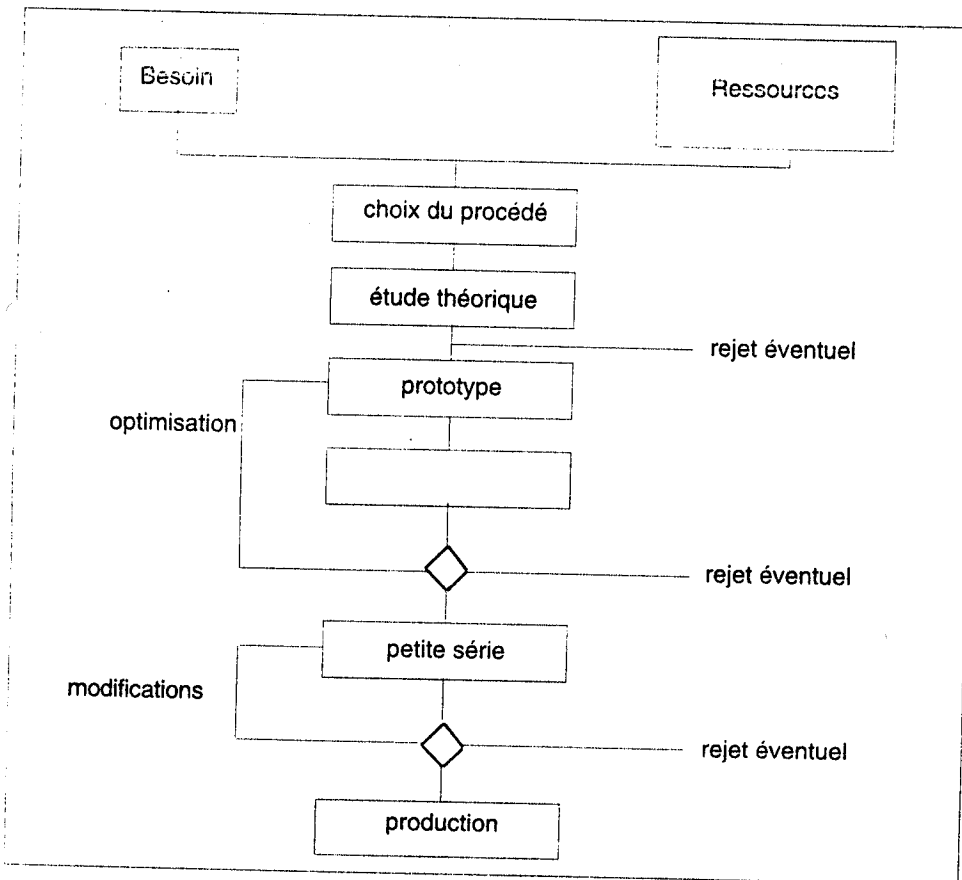 Besoin
Ressources
choix du procédé
étude théorique
rejet éventuel
prototype
optimisation
rejet éventuel
petite série
modifications
rejet éventuel
production